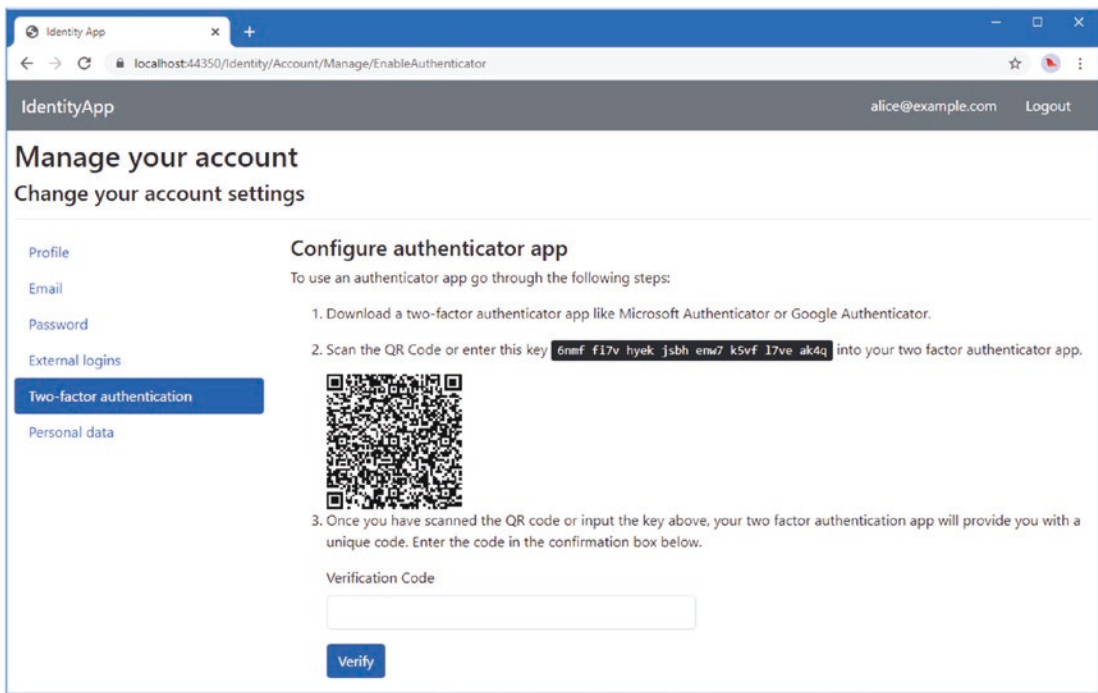 Identity App
localhost:44350/Identity/Account/Manage/EnableAuthenticator
IdentityApp
alice@example.com
Logout
Manage your account
Change your account settings
Profile
Email
Password
External logins
Two-factor authentication
Personal data
Configure authenticator app
To use an authenticator app go through the following steps:
1. Download a two-factor authenticator app like Microsoft Authenticator or Google Authenticator.
2. Scan the QR Code or enter this key 6nmf fi7v hyek jsbh enw7 k5vf l7ve ak4q into your two factor authenticator app.
3. Once you have scanned the QR code or input the key above, your two factor authentication app will provide you with a
unique code. Enter the code in the confirmation box below.
Verification Code
Verify